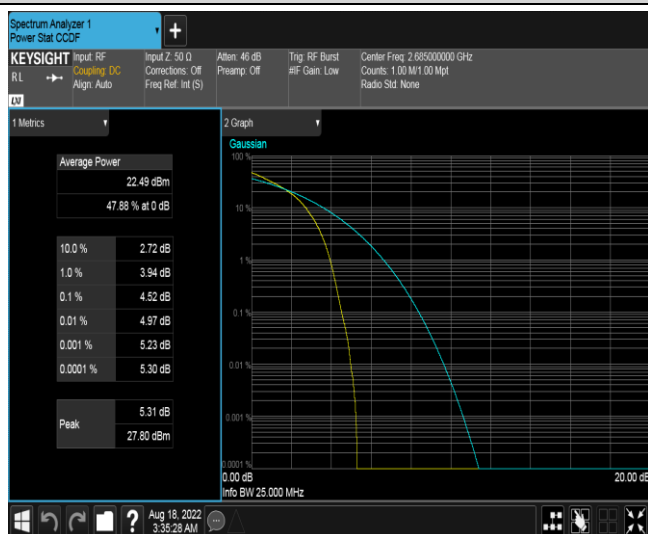 Spectrum Analyzer 1
Power Stat CCDF
+
KEYSIGHT
RL
LXI
Input: RF
Coupling: DC
Align: Auto
Input Z: 50 Ω
Corrections: Off
Freq Ref: Int (S)
Atten: 46 dB
Preamp: Off
Trig: RF Burst
#IF Gain: Low
Center Freq: 2.685000000 GHz
Counts: 1.00 M/1.00 Mpt
Radio Std: None
1 Metrics
Average Power
22.49 dBm
47.88 % at 0 dB
10.0 % 2.72 dB
1.0 % 3.94 dB
0.1 % 4.52 dB
0.01 % 4.97 dB
0.001 % 5.23 dB
0.0001 % 5.30 dB
Peak
5.31 dB
27.80 dBm
2 Graph
Gaussian
100 %
10 %
1 %
0.1 %
0.01 %
0.001 %
0.0001 %
0.00 dB
20.00 dB
Info BW 25.000 MHz
?
Aug 18, 2022
3:35:28 AM